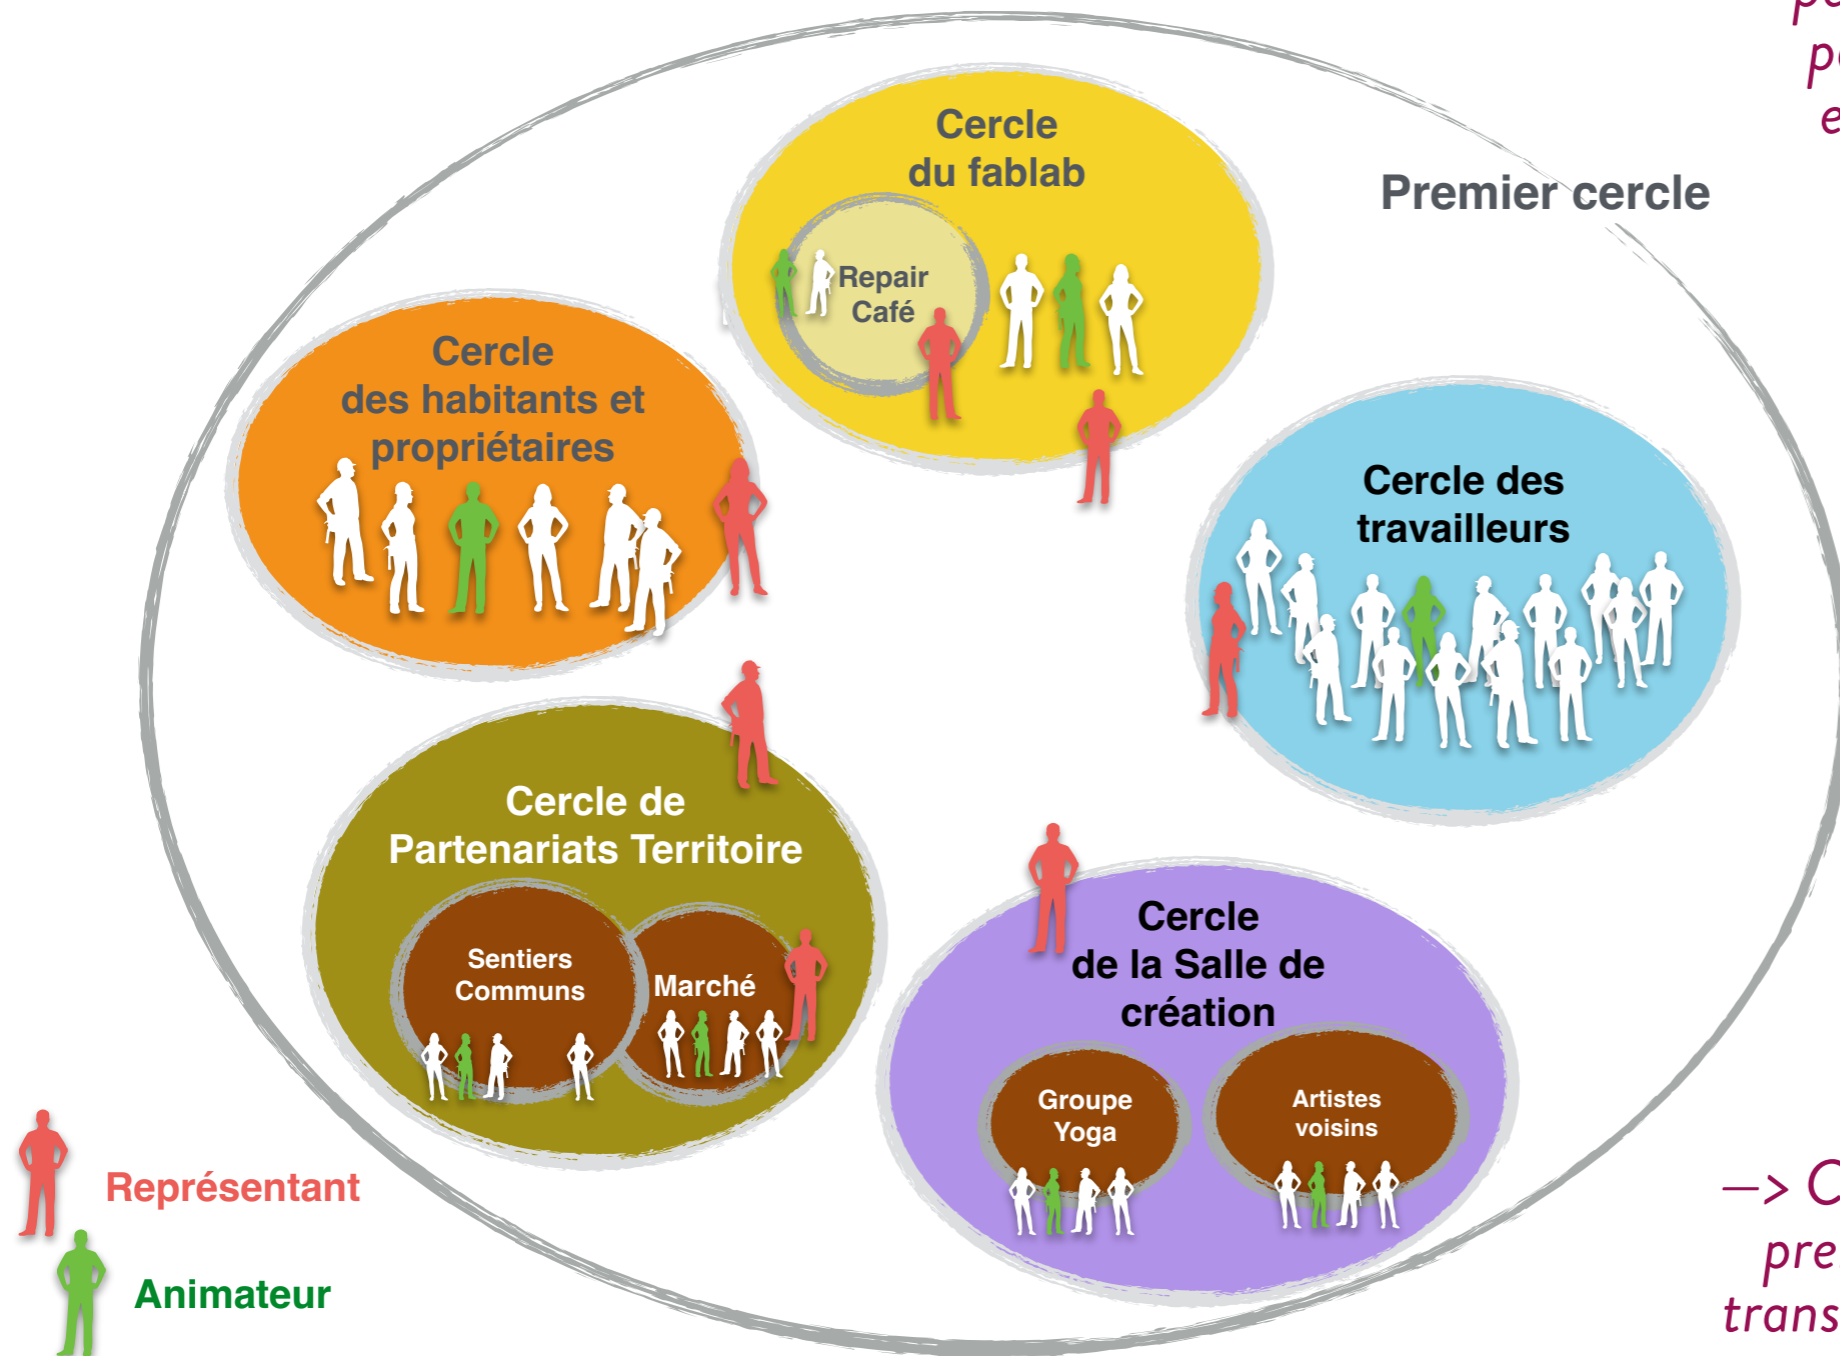 Premier cercle
Cercle
du fablab
Repair
Café
Cercle
des habitants et
propriétaires
Cercle des
travailleurs
Cercle de
Partenariats Territoire
Sentiers
Communs
Marché
Cercle
de la Salle de
création
Groupe
Yoga
Artistes
voisins
Représentant
Animateur